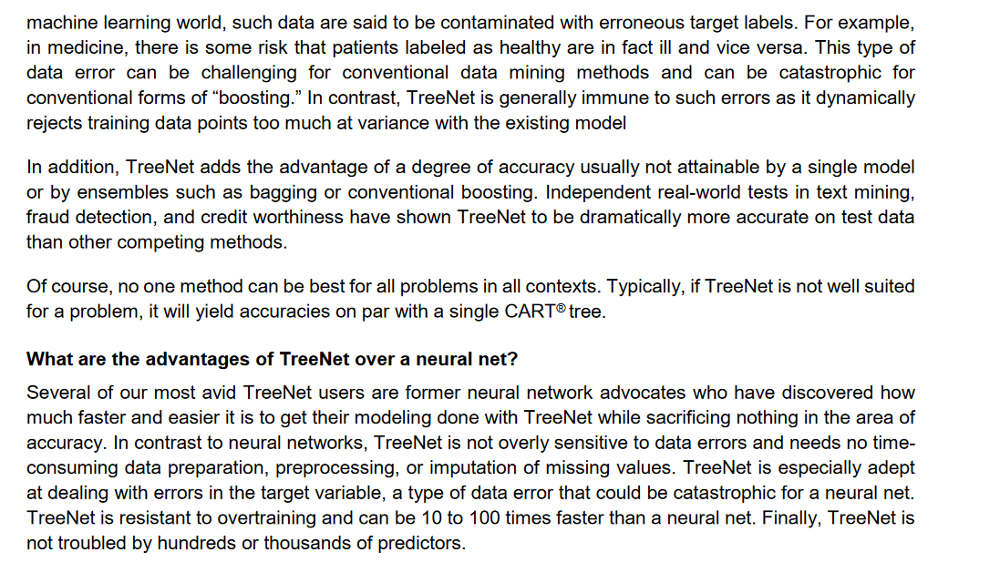 machine learning world, such data are said to be contaminated with erroneous target labels. For example,
in medicine, there is some risk that patients labeled as healthy are in fact ill and vice versa. This type of
data error can be challenging for conventional data mining methods and can be catastrophic for
conventional forms of “boosting.” In contrast, TreeNet is generally immune to such errors as it dynamically
rejects training data points too much at variance with the existing model
In addition, TreeNet adds the advantage of a degree of accuracy usually not attainable by a single model
or by ensembles such as bagging or conventional boosting. Independent real-world tests in text mining,
fraud detection, and credit worthiness have shown TreeNet to be dramatically more accurate on test data
than other competing methods.
Of course, no one method can be best for all problems in all contexts. Typically, if TreeNet is not well suited
for a problem, it will yield accuracies on par with a single CART® tree.
What are the advantages of TreeNet over a neural net?
Several of our most avid TreeNet users are former neural network advocates who have discovered how
much faster and easier it is to get their modeling done with TreeNet while sacrificing nothing in the area of
accuracy. In contrast to neural networks, TreeNet is not overly sensitive to data errors and needs no time-
consuming data preparation, preprocessing, or imputation of missing values. TreeNet is especially adept
at dealing with errors in the target variable, a type of data error that could be catastrophic for a neural net.
TreeNet is resistant to overtraining and can be 10 to 100 times faster than a neural net. Finally, TreeNet is
not troubled by hundreds or thousands of predictors.